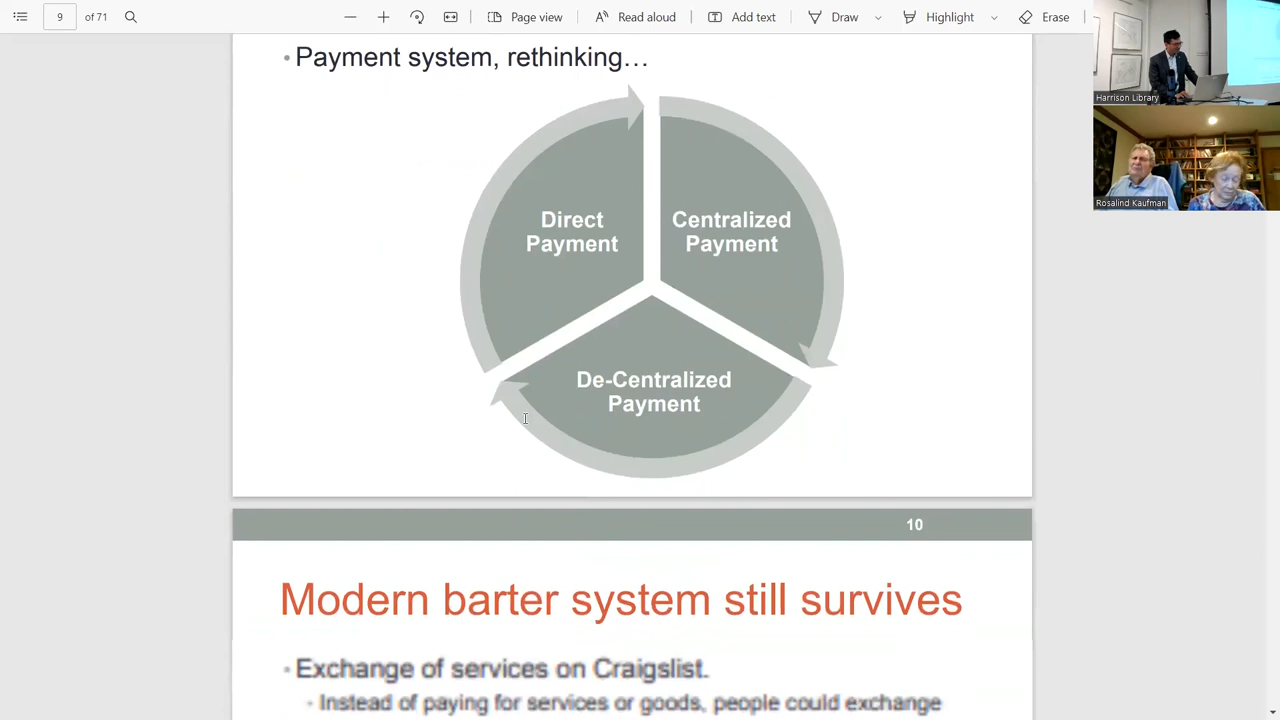 9 of 71
Page view
Read aloud
Add text
Draw
Highlight
Erase
• Payment system, rethinking…
Direct
Payment
Centralized
Payment
De-Centralized
Payment
10
Modern barter system still survives
• Exchange of services on Craigslist.
• Instead of paying for services or goods, people could exchange
Harrison Library
Rosalind Kaufman